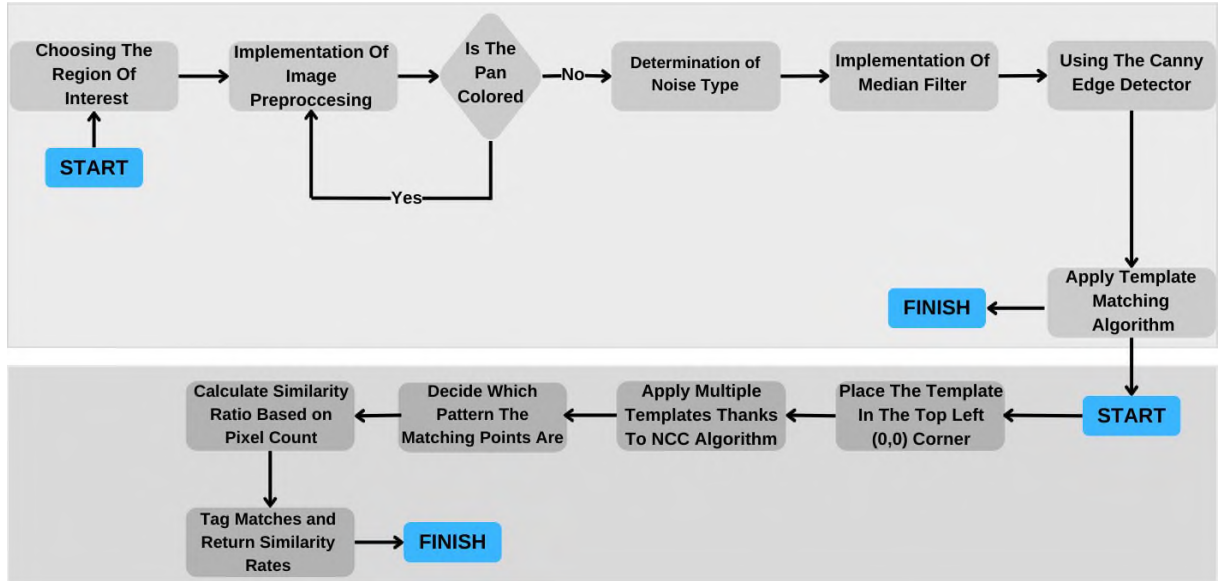 Choosing The
Region Of
Interest
Implementation Of
Image
Preproccesing
Is The
Pan
Colored
No
Determination of
Noise Type
Implementation Of
Median Filter
Using The Canny
Edge Detector
START
Yes
Apply Template
Matching
Algorithm
FINISH
START
Place The Template
In The Top Left
(0,0) Corner
Apply Multiple
Templates Thanks
To NCC Algorithm
Decide Which
Pattern The
Matching Points Are
Calculate Similarity
Ratio Based on
Pixel Count
Tag Matches and
Return Similarity
Rates
FINISH